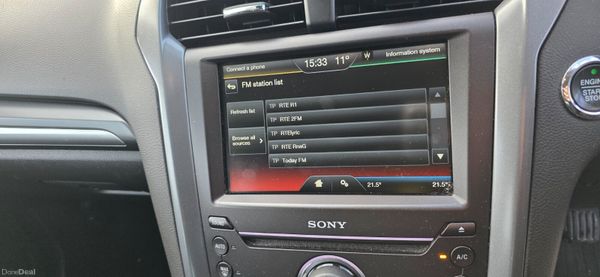 Connect a phone 15:33 11° W Information system
FM station list
Refresh list
Browse all
sources
TP RTE R1
TP RTE 2FM
TP RTElyric
TP RTE RnaG
TP Today FM
21.5° 21.5°
SONY
SOUND
AUTO
A/C
ENGINE
START
STOP
DoneDeal